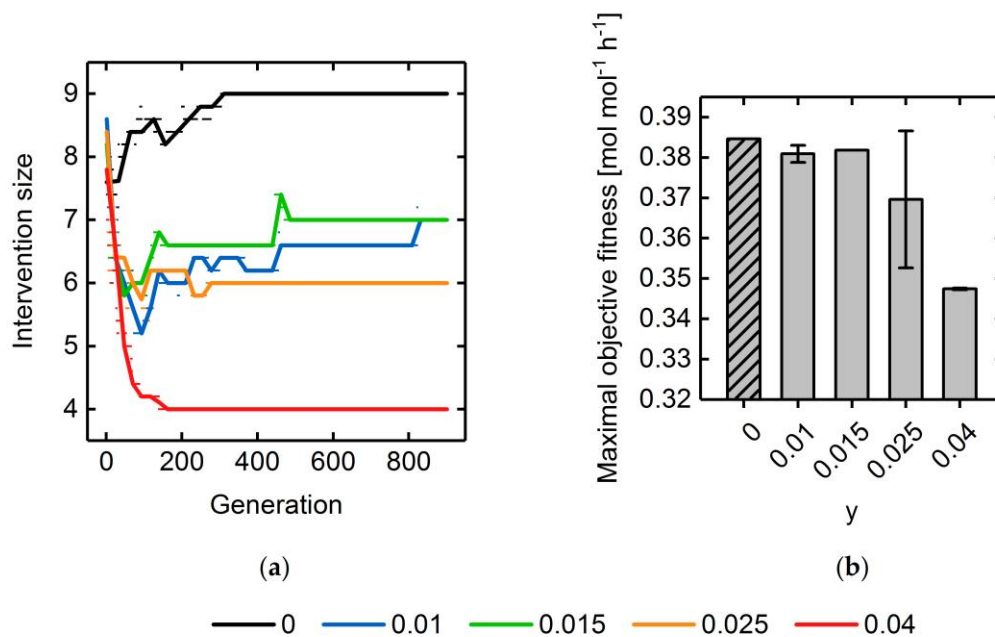 Intervention size
9
8
7
6
5
4
0 200 400 600 800
Generation
(a)
Maximal objective fitness [mol mol⁻¹ h⁻¹]
0.39
0.38
0.37
0.36
0.35
0.34
0.33
0.32
0 0.01 0.015 0.025 0.04
y
(b)
0 0.01 0.015 0.025 0.04